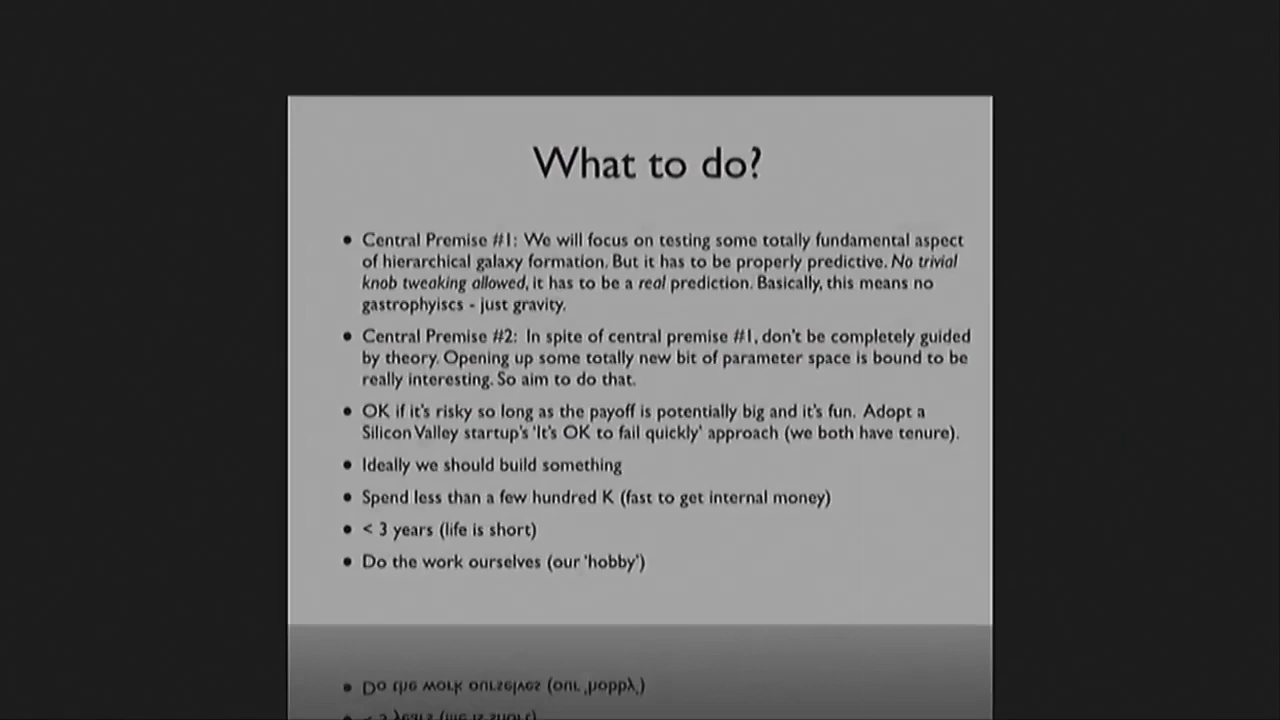 What to do?
• Central Premise #1: We will focus on testing some totally fundamental aspect
of hierarchical galaxy formation. But it has to be properly predictive. No trivial
knob tweaking allowed, it has to be a real prediction. Basically, this means no
gastrophyiscs - just gravity.
• Central Premise #2: In spite of central premise #1, don't be completely guided
by theory. Opening up some totally new bit of parameter space is bound to be
really interesting. So aim to do that.
• OK if it's risky so long as the payoff is potentially big and it's fun. Adopt a
Silicon Valley startup's 'It's OK to fail quickly' approach (we both have tenure).
• Ideally we should build something
• Spend less than a few hundred K (fast to get internal money)
• < 3 years (life is short)
• Do the work ourselves (our 'hobby')